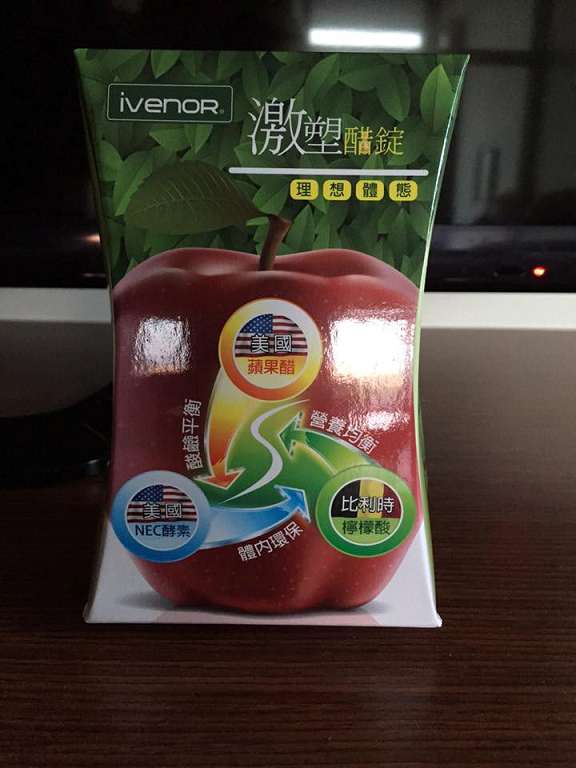 iVENOR®
激塑醋錠
理想體態
美國
蘋果醋
酸鹼平衡
營養均衡
美國
NEC酵素
比利時
檸檬酸
體內環保